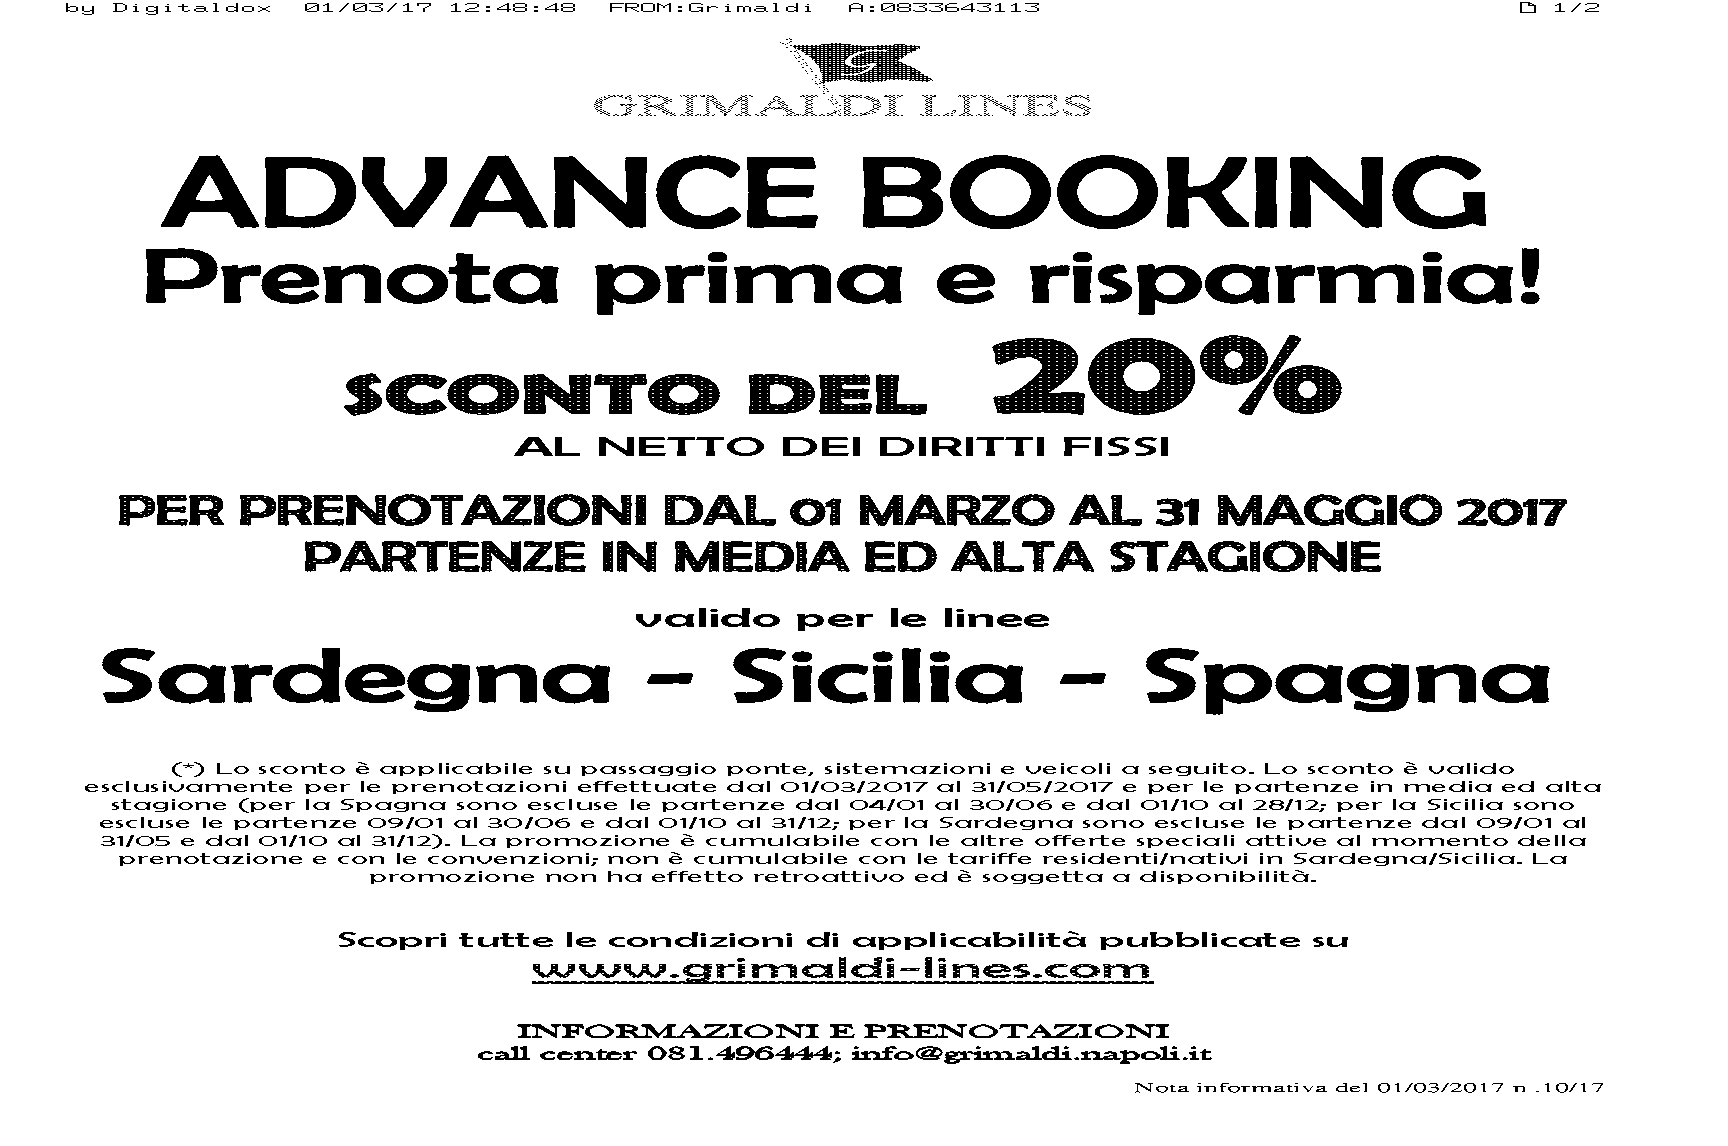 by Digitaldox 01/03/17 12:48:48 FROM:Grimaldi A:0833643113 1/2
G
GRIMALDI LINES
ADVANCE BOOKING
Prenota prima e risparmia!
SCONTO DEL 20%
AL NETTO DEI DIRITTI FISSI
PER PRENOTAZIONI DAL 01 MARZO AL 31 MAGGIO 2017
PARTENZE IN MEDIA ED ALTA STAGIONE
valido per le linee
Sardegna - Sicilia - Spagna
(*) Lo sconto è applicabile su passaggio ponte, sistemazioni e veicoli a seguito. Lo sconto è valido
esclusivamente per le prenotazioni effettuate dal 01/03/2017 al 31/05/2017 e per le partenze in media ed alta
stagione (per la Spagna sono escluse le partenze dal 04/01 al 30/06 e dal 01/10 al 28/12; per la Sicilia sono
escluse le partenze 09/01 al 30/06 e dal 01/10 al 31/12; per la Sardegna sono escluse le partenze dal 09/01 al
31/05 e dal 01/10 al 31/12). La promozione è cumulabile con le altre offerte speciali attive al momento della
prenotazione e con le convenzioni; non è cumulabile con le tariffe residenti/nativi in Sardegna/Sicilia. La
promozione non ha effetto retroattivo ed è soggetta a disponibilità.
Scopri tutte le condizioni di applicabilità pubblicate su
www.grimaldi-lines.com
INFORMAZIONI E PRENOTAZIONI
call center 081.496444; info@grimaldi.napoli.it
Nota informativa del 01/03/2017 n .10/17